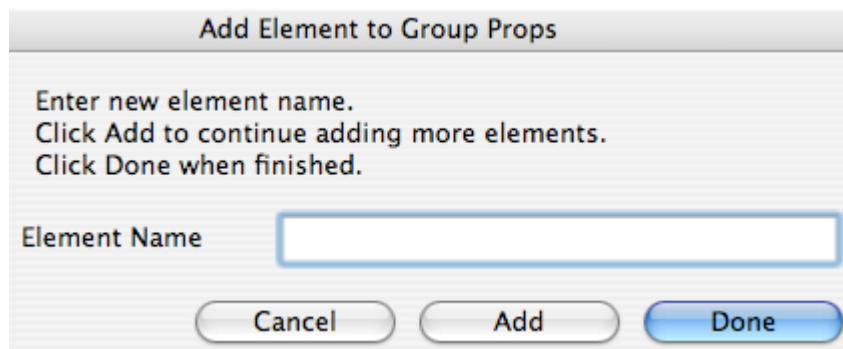 Add Element to Group Props
Enter new element name.
Click Add to continue adding more elements.
Click Done when finished.
Element Name
Cancel Add Done